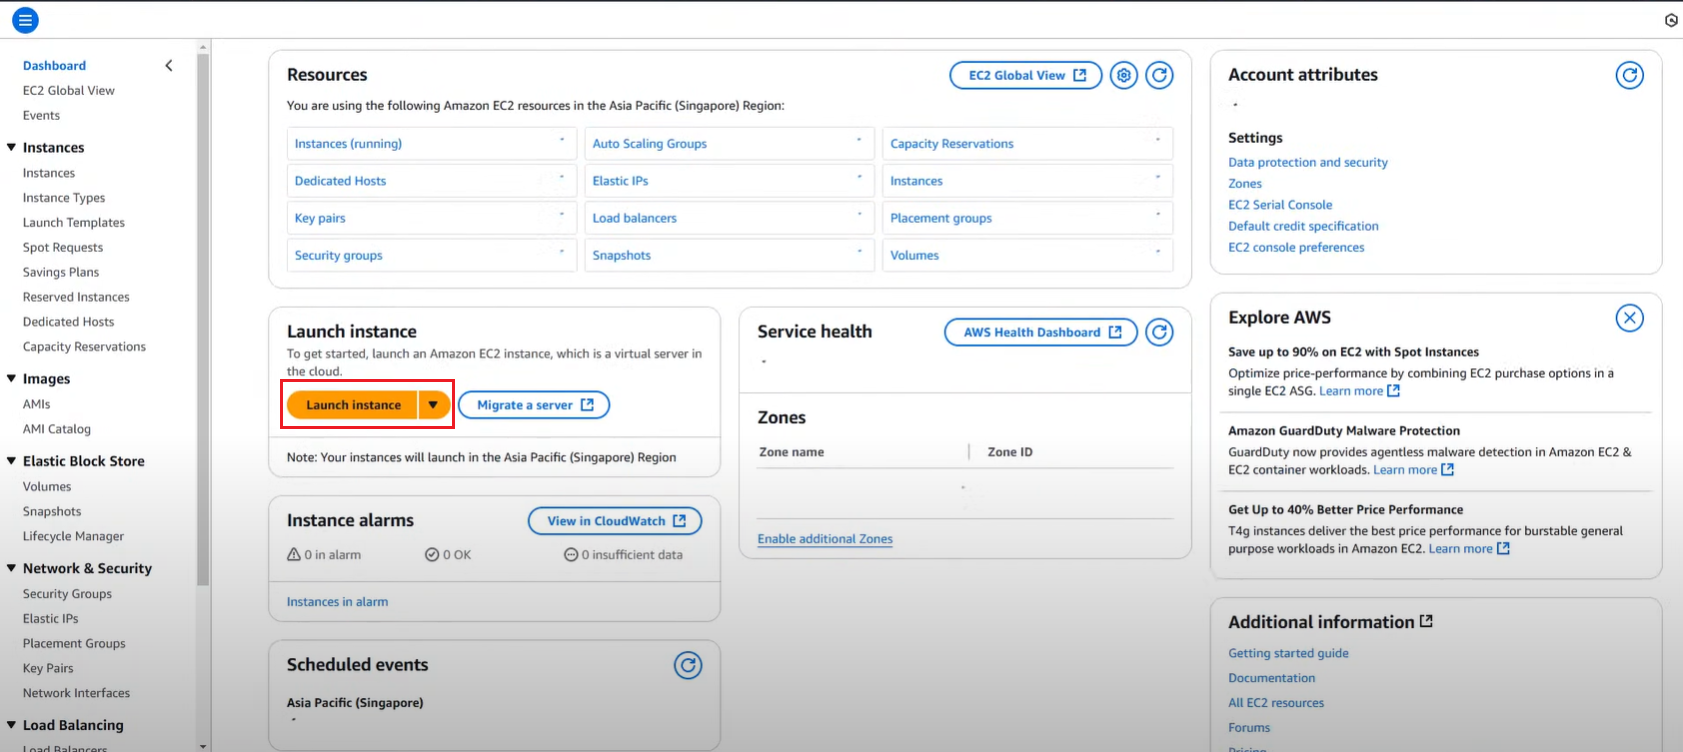 Dashboard
EC2 Global View
Events
Instances
Instances
Instance Types
Launch Templates
Spot Requests
Savings Plans
Reserved Instances
Dedicated Hosts
Capacity Reservations
Images
AMIs
AMI Catalog
Elastic Block Store
Volumes
Snapshots
Lifecycle Manager
Network & Security
Security Groups
Elastic IPs
Placement Groups
Key Pairs
Network Interfaces
Load Balancing
Load Balancers
Resources
EC2 Global View
You are using the following Amazon EC2 resources in the Asia Pacific (Singapore) Region:
Instances (running)
Auto Scaling Groups
Capacity Reservations
Dedicated Hosts
Elastic IPs
Instances
Key pairs
Load balancers
Placement groups
Security groups
Snapshots
Volumes
Launch instance
To get started, launch an Amazon EC2 instance, which is a virtual server in
the cloud.
Launch instance
Migrate a server
Note: Your instances will launch in the Asia Pacific (Singapore) Region
Instance alarms
View in CloudWatch
0 in alarm
0 OK
0 insufficient data
Instances in alarm
Scheduled events
Asia Pacific (Singapore)
Service health
AWS Health Dashboard
Zones
Zone name
Zone ID
Enable additional Zones
Account attributes
Settings
Data protection and security
Zones
EC2 Serial Console
Default credit specification
EC2 console preferences
Explore AWS
Save up to 90% on EC2 with Spot Instances
Optimize price-performance by combining EC2 purchase options in a
single EC2 ASG. Learn more
Amazon GuardDuty Malware Protection
GuardDuty now provides agentless malware detection in Amazon EC2 &
EC2 container workloads. Learn more
Get Up to 40% Better Price Performance
T4g instances deliver the best price performance for burstable general
purpose workloads in Amazon EC2. Learn more
Additional information
Getting started guide
Documentation
All EC2 resources
Forums
Pricing